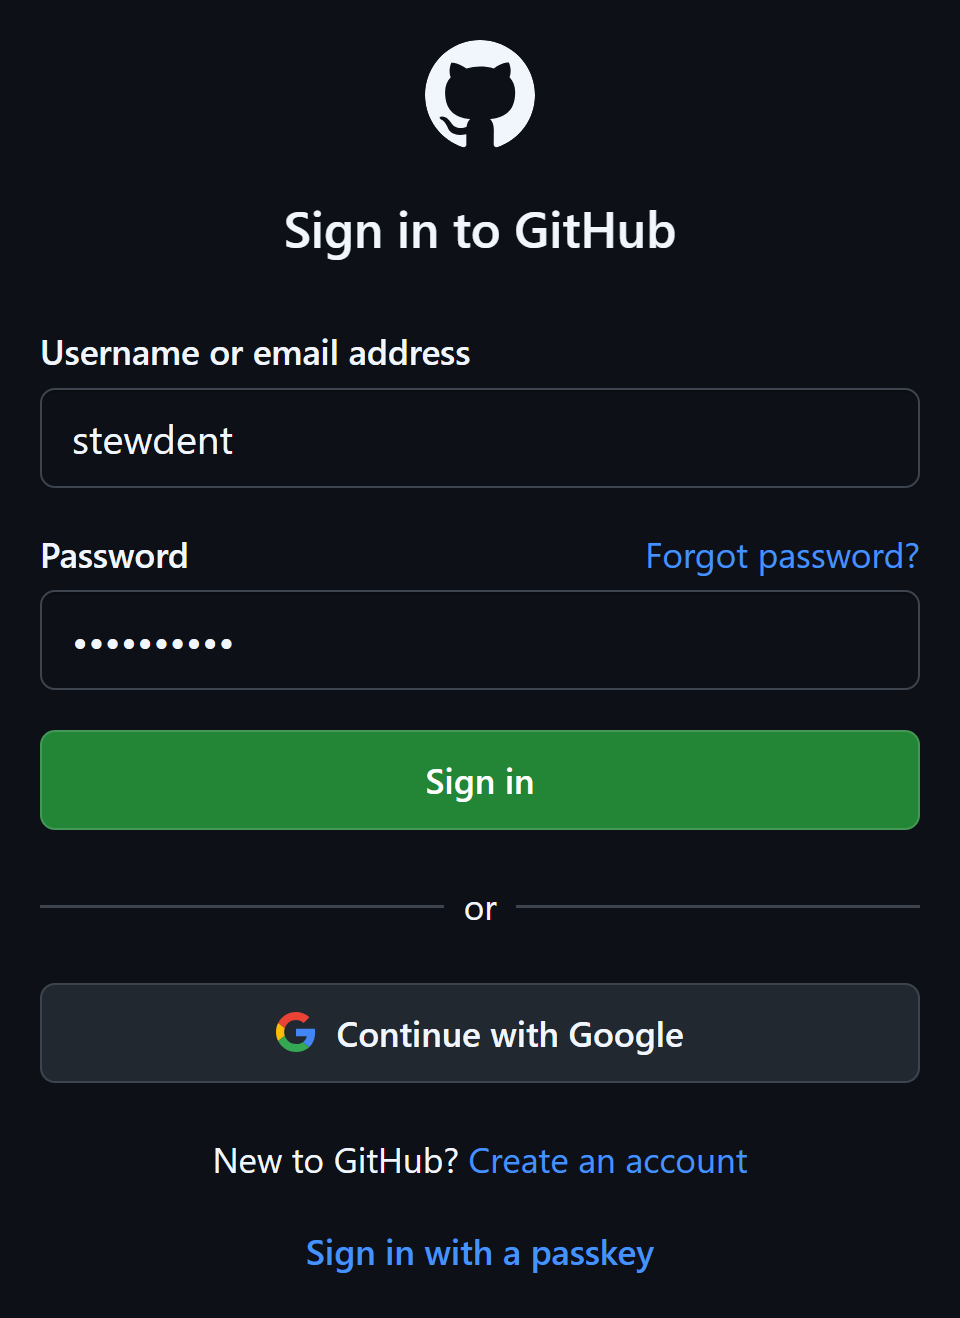 Sign in to GitHub
Username or email address
stewdent
Password Forgot password?
••••••••••
Sign in
or
Continue with Google
New to GitHub? Create an account
Sign in with a passkey